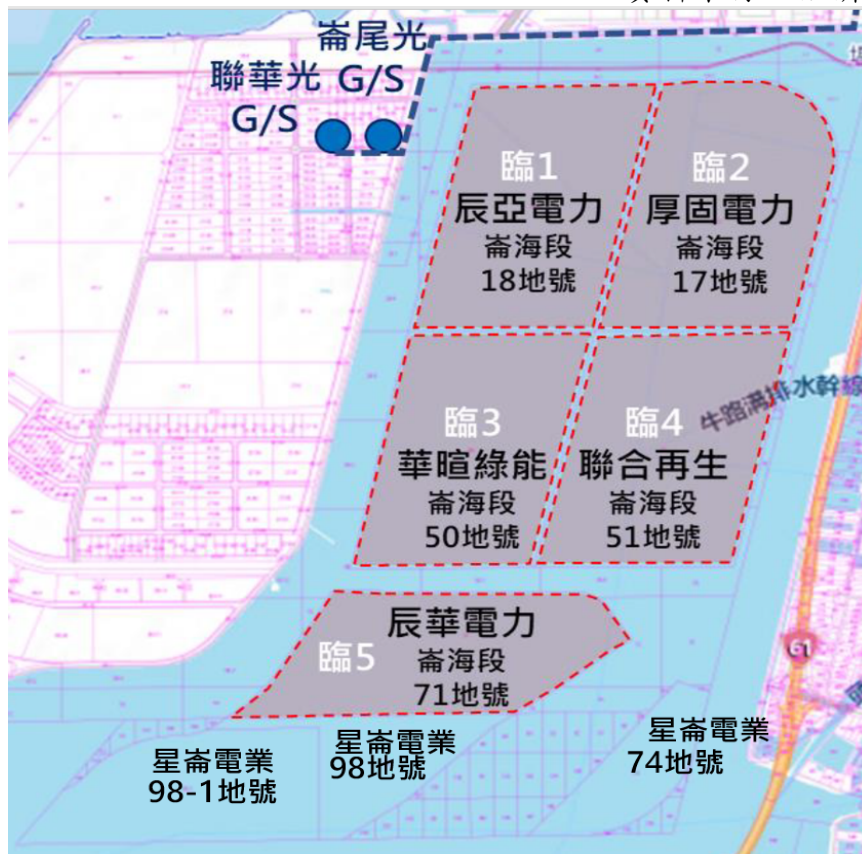 崙尾光
聯華光 G/S
G/S
臨1
辰亞電力
崙海段
18地號
臨2
厚固電力
崙海段
17地號
臨3
華暄綠能
崙海段
50地號
臨4
聯合再生
崙海段
51地號
牛路溝排水幹線
臨5
辰華電力
崙海段
71地號
61
星崙電業
98-1地號
星崙電業
98地號
星崙電業
74地號